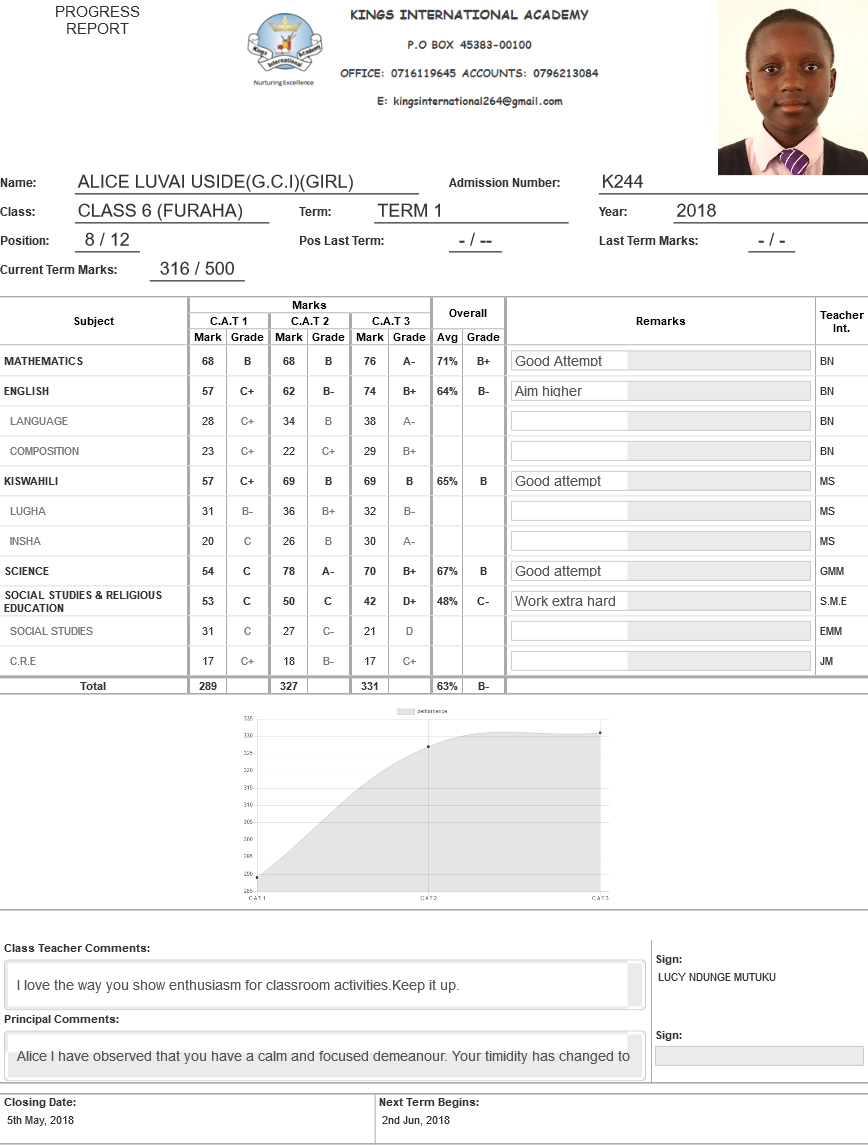 PROGRESS
REPORT
KINGS INTERNATIONAL ACADEMY
P.O BOX 45383-00100
OFFICE: 0716119645 ACCOUNTS: 0796213084
E: kingsinternational264@gmail.com
Kings Academy
International
Nurturing Excellence
Name: ALICE LUVAI USIDE(G.C.I)(GIRL) Admission Number: K244
Class: CLASS 6 (FURAHA) Term: TERM 1 Year: 2018
Position: 8 / 12 Pos Last Term: - / -- Last Term Marks: - / -
Current Term Marks: 316 / 500
Subject Marks Overall Remarks Teacher Int.
C.A.T 1 C.A.T 2 C.A.T 3
Mark Grade Mark Grade Mark Grade Avg Grade
MATHEMATICS 68 B 68 B 76 A- 71% B+ Good Attempt BN
ENGLISH 57 C+ 62 B- 74 B+ 64% B- Aim higher BN
LANGUAGE 28 C+ 34 B 38 A- BN
COMPOSITION 23 C+ 22 C+ 29 B+ BN
KISWAHILI 57 C+ 69 B 69 B 65% B Good attempt MS
LUGHA 31 B- 36 B+ 32 B- MS
INSHA 20 C 26 B 30 A- MS
SCIENCE 54 C 78 A- 70 B+ 67% B Good attempt GMM
SOCIAL STUDIES & RELIGIOUS
EDUCATION 53 C 50 C 42 D+ 48% C- Work extra hard S.M.E
SOCIAL STUDIES 31 C 27 C- 21 D EMM
C.R.E 17 C+ 18 B- 17 C+ JM
Total 289 327 331 63% B-
performance
335
330
325
320
315
310
305
300
295
290
285
C.A.T 1 C.A.T 2 C.A.T 3
Class Teacher Comments:
I love the way you show enthusiasm for classroom activities.Keep it up.
Sign:
LUCY NDUNGE MUTUKU
Principal Comments:
Alice I have observed that you have a calm and focused demeanour. Your timidity has changed to
Sign:
Closing Date: Next Term Begins:
5th May, 2018 2nd Jun, 2018